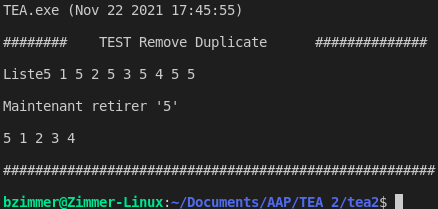 TEA.exe (Nov 22 2021 17:45:55)
######## TEST Remove Duplicate ##############
Liste5 1 5 2 5 3 5 4 5 5
Maintenant retirer '5'
5 1 2 3 4
######################################################
bzimmer@Zimmer-Linux:~/Documents/AAP/TEA 2/tea2$